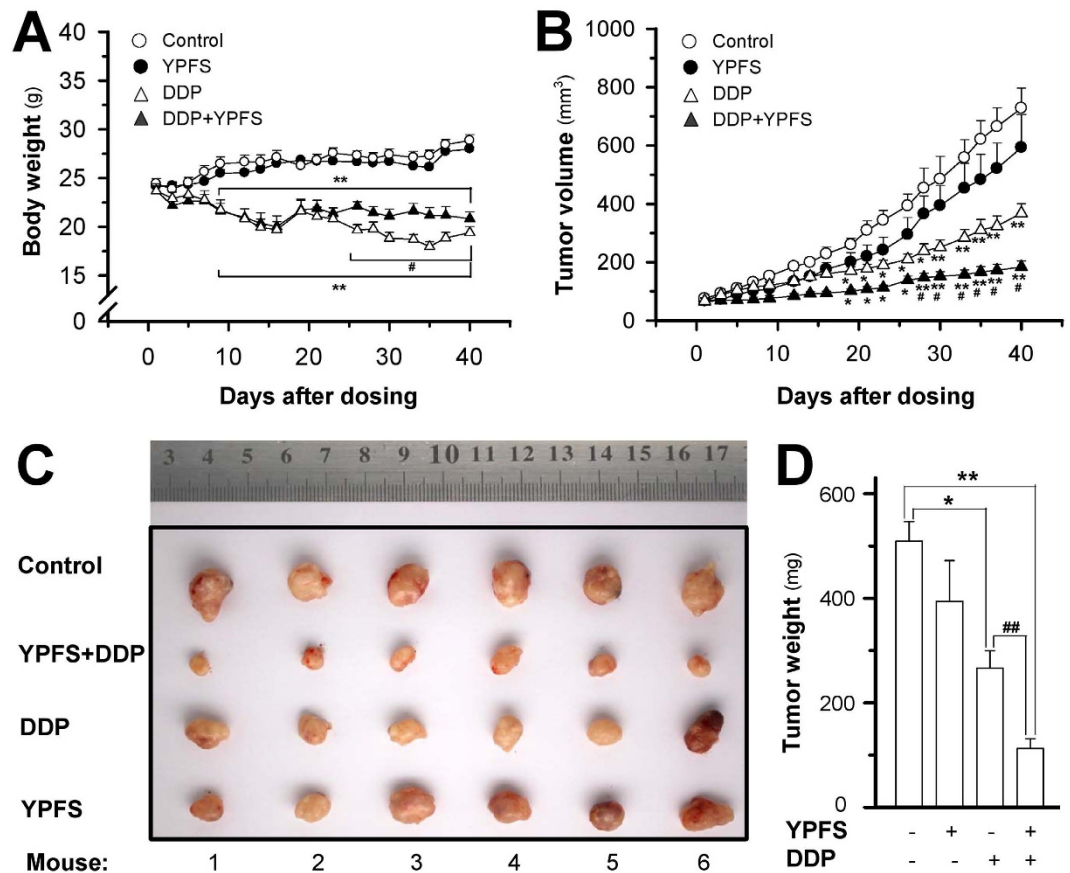 A
Control
YPFS
DDP
DDP+YPFS
Body weight (g)
40
35
30
25
20
15
0
**
#
**
0 10 20 30 40
Days after dosing
B
Control
YPFS
DDP
DDP+YPFS
Tumor volume (mm³)
1000
800
600
400
200
0
* * * * * ** ** ** ** **
* * * * ** ** ** ** ** **
# # # # # #
0 10 20 30 40
Days after dosing
C
3 4 5 6 7 8 9 10 11 12 13 14 15 16 17
Control
YPFS+DDP
DDP
YPFS
Mouse: 1 2 3 4 5 6
D
Tumor weight (mg)
600
400
200
0
**
*
##
YPFS - + - +
DDP - - + +